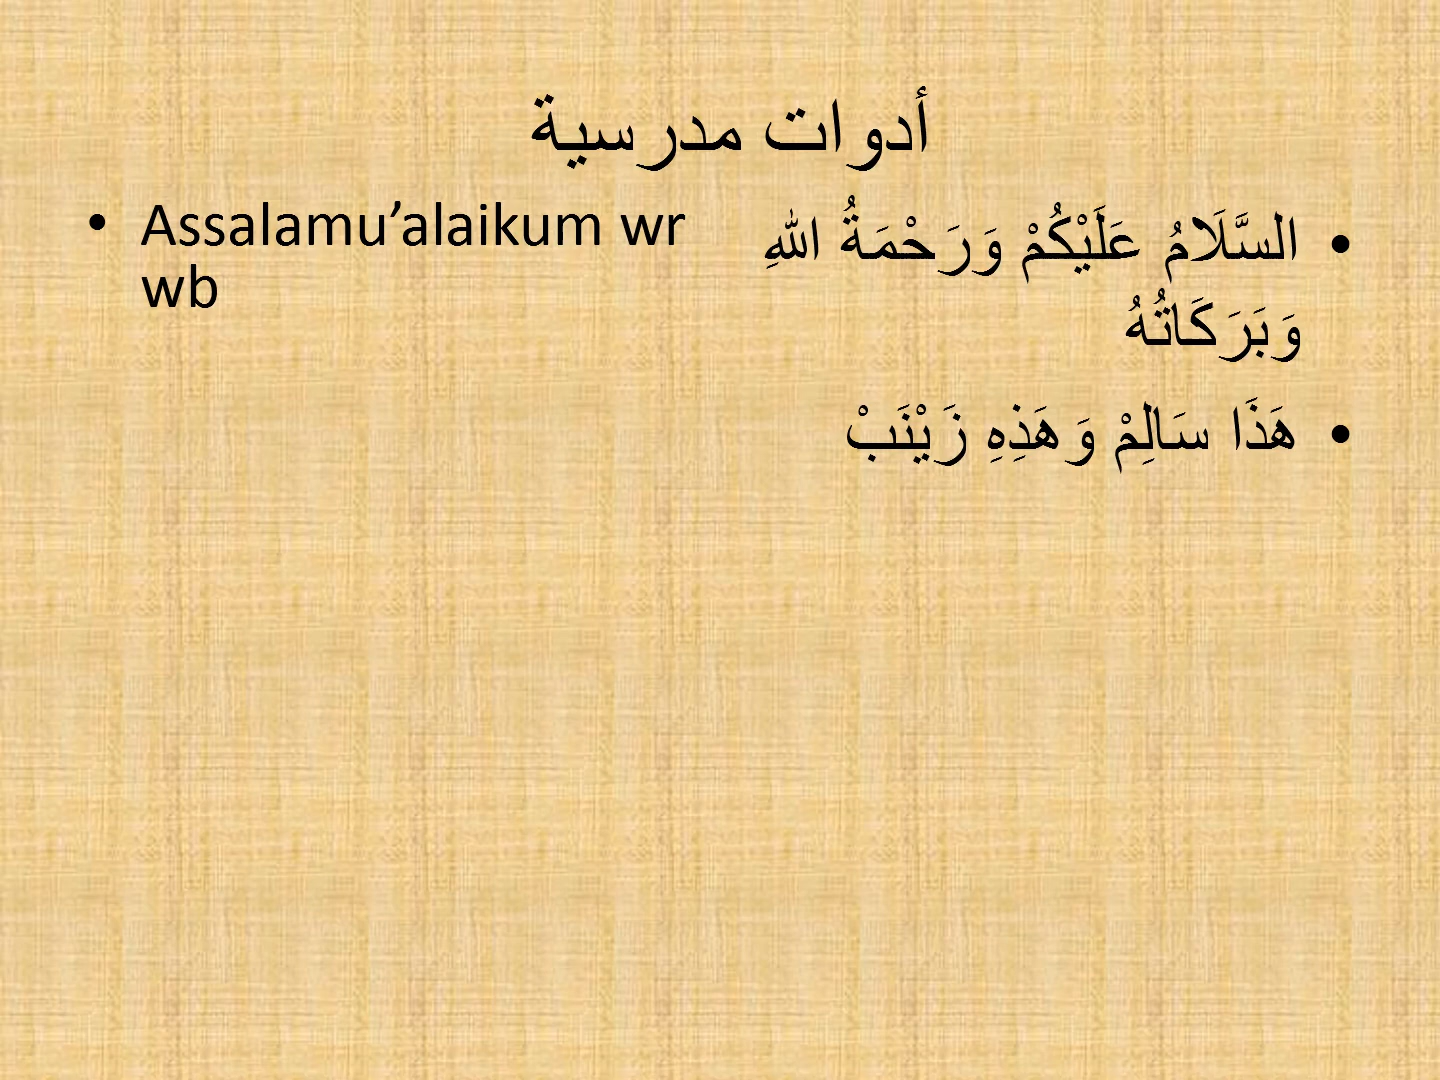 أدوات مدرسية
• Assalamu’alaikum wr
wb
• السَّلَامُ عَلَيْكُمْ وَرَحْمَةُ اللهِ
وَبَرَكَاتُهُ
• هَذَا سَالِمْ وَهَذِهِ زَيْنَبْ